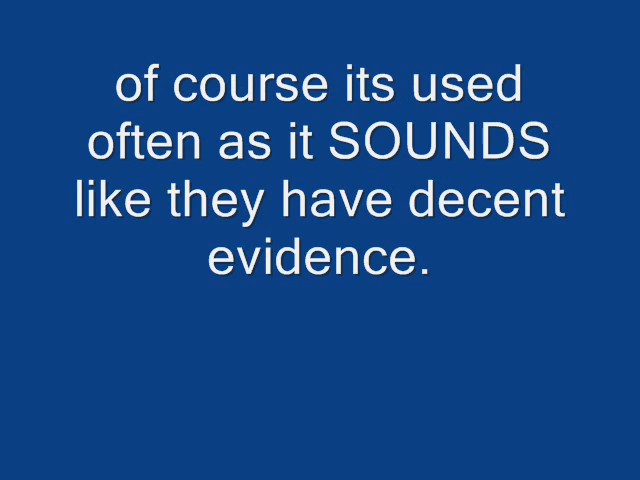 of course its used
often as it SOUNDS
like they have decent
evidence.